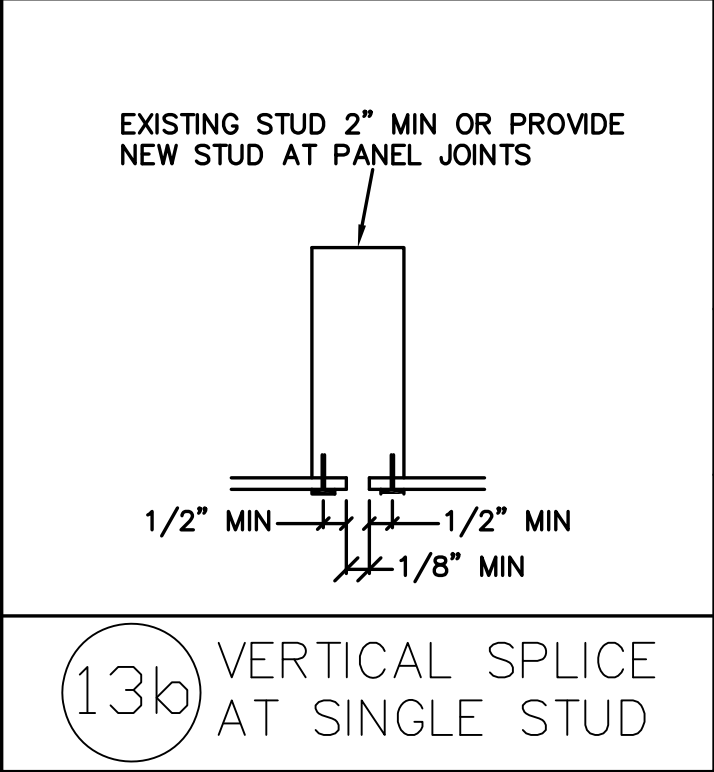 EXISTING STUD 2" MIN OR PROVIDE
NEW STUD AT PANEL JOINTS
1/2" MIN
1/2" MIN
1/8" MIN
13b
VERTICAL SPLICE
AT SINGLE STUD